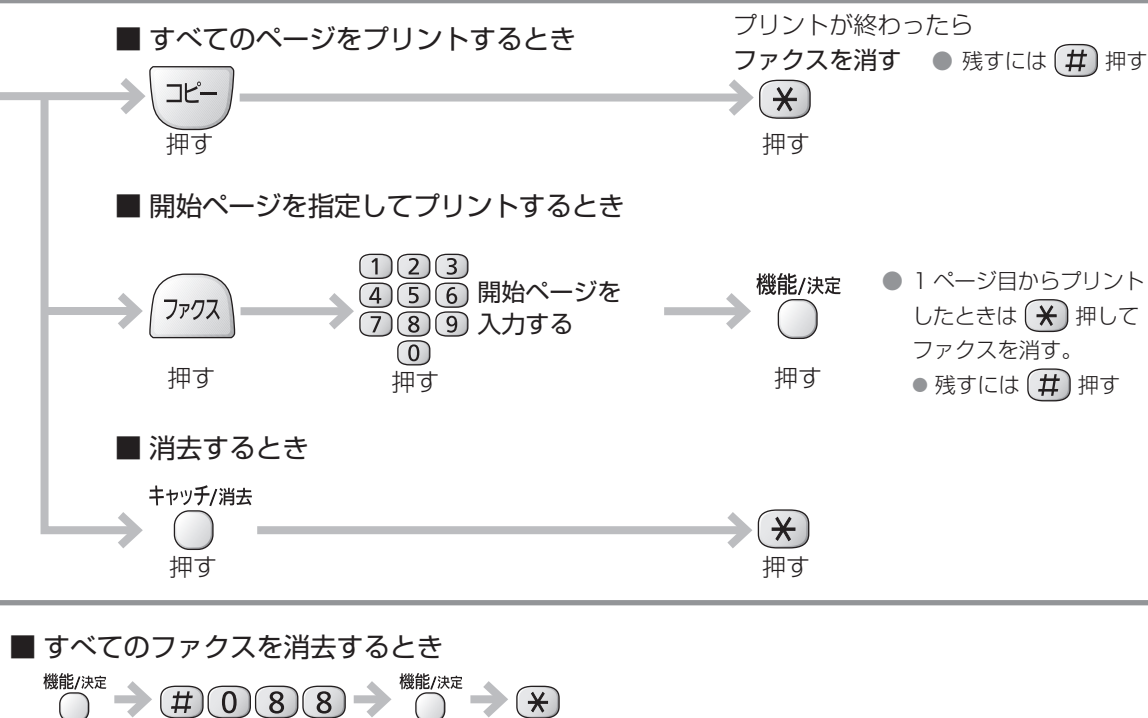 ■ すべてのページをプリントするとき
プリントが終わったら
ファクスを消す ● 残すには # 押す
コピー
押す
＊
押す
■ 開始ページを指定してプリントするとき
ファクス
押す
1 2 3
4 5 6 開始ページを
7 8 9 入力する
0
押す
機能/決定
押す
● 1 ページ目からプリント
したときは ＊ 押して
ファクスを消す。
● 残すには # 押す
■ 消去するとき
キャッチ/消去
押す
＊
押す
■ すべてのファクスを消去するとき
機能/決定 # 0 8 8 機能/決定 ＊